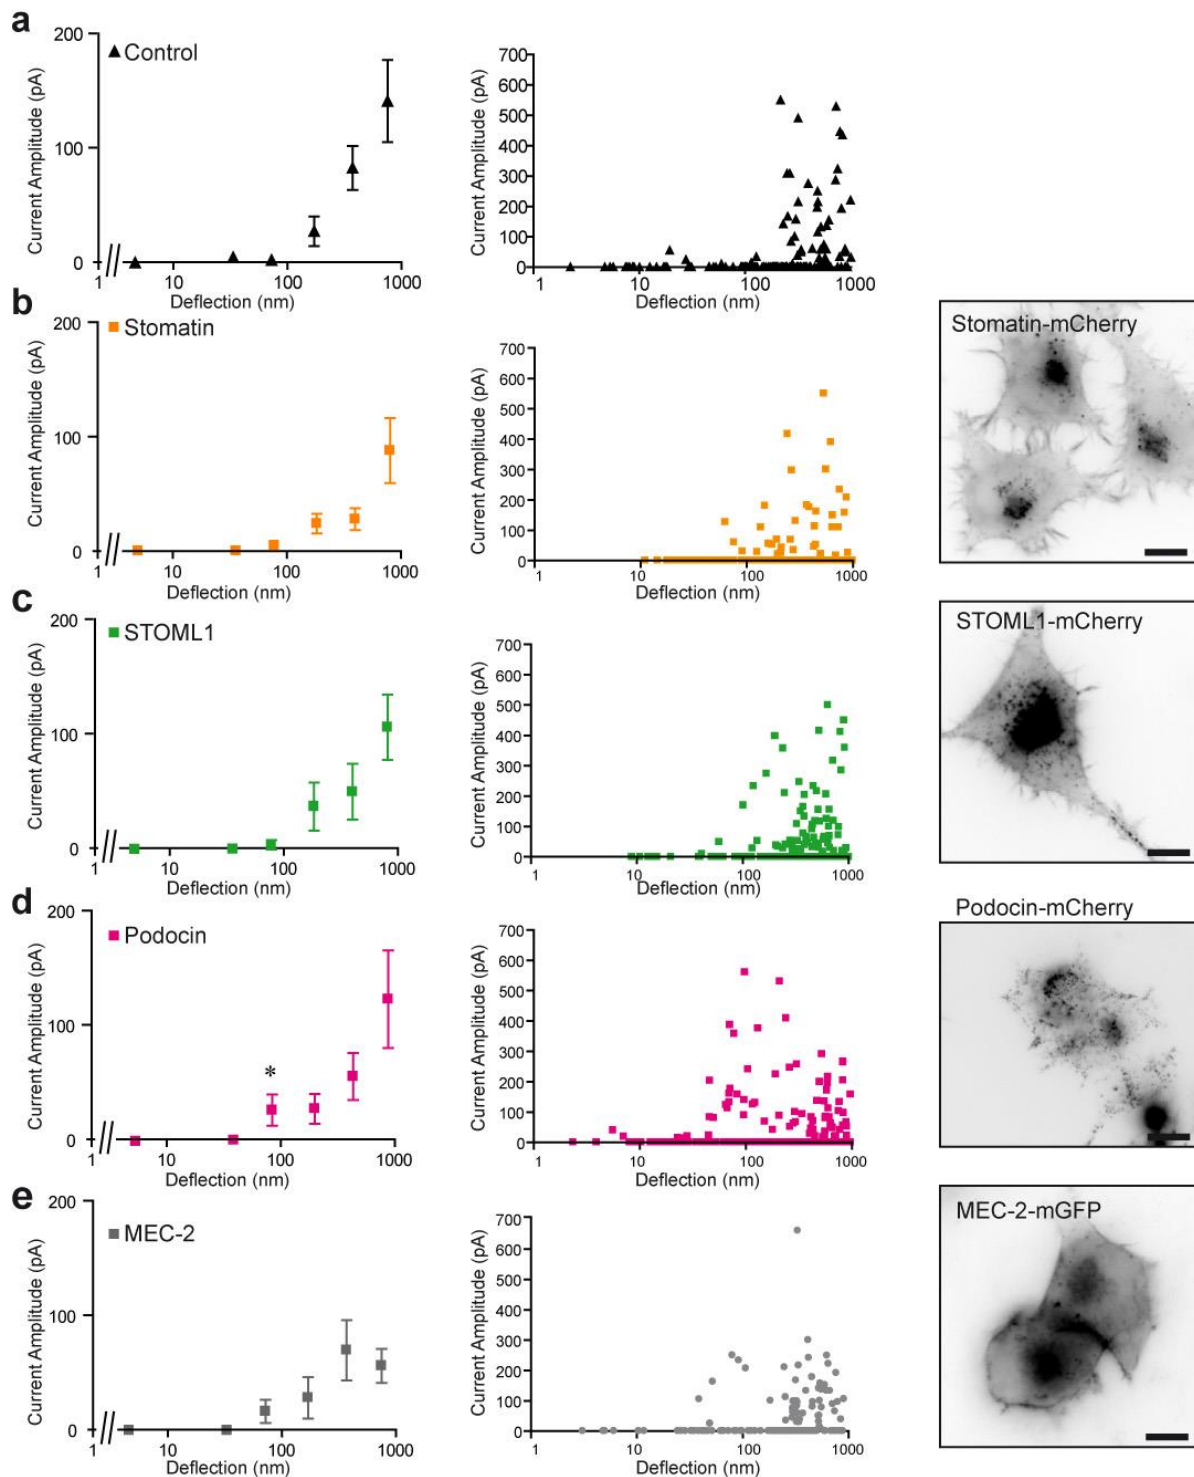 a
Control
Current Amplitude (pA)
200
100
0
1
10
100
1000
Deflection (nm)
Current Amplitude (pA)
700
600
500
400
300
200
100
0
1
10
100
1000
Deflection (nm)
b
Stomatin
Current Amplitude (pA)
200
100
0
1
10
100
1000
Deflection (nm)
Current Amplitude (pA)
700
600
500
400
300
200
100
0
1
10
100
1000
Deflection (nm)
Stomatin-mCherry
c
STOML1
Current Amplitude (pA)
200
100
0
1
10
100
1000
Deflection (nm)
Current Amplitude (pA)
700
600
500
400
300
200
100
0
1
10
100
1000
Deflection (nm)
STOML1-mCherry
d
Podocin
Current Amplitude (pA)
200
100
0
*
1
10
100
1000
Deflection (nm)
Current Amplitude (pA)
700
600
500
400
300
200
100
0
1
10
100
1000
Deflection (nm)
Podocin-mCherry
e
MEC-2
Current Amplitude (pA)
200
100
0
1
10
100
1000
Deflection (nm)
Current Amplitude (pA)
700
600
500
400
300
200
100
0
1
10
100
1000
Deflection (nm)
MEC-2-mGFP